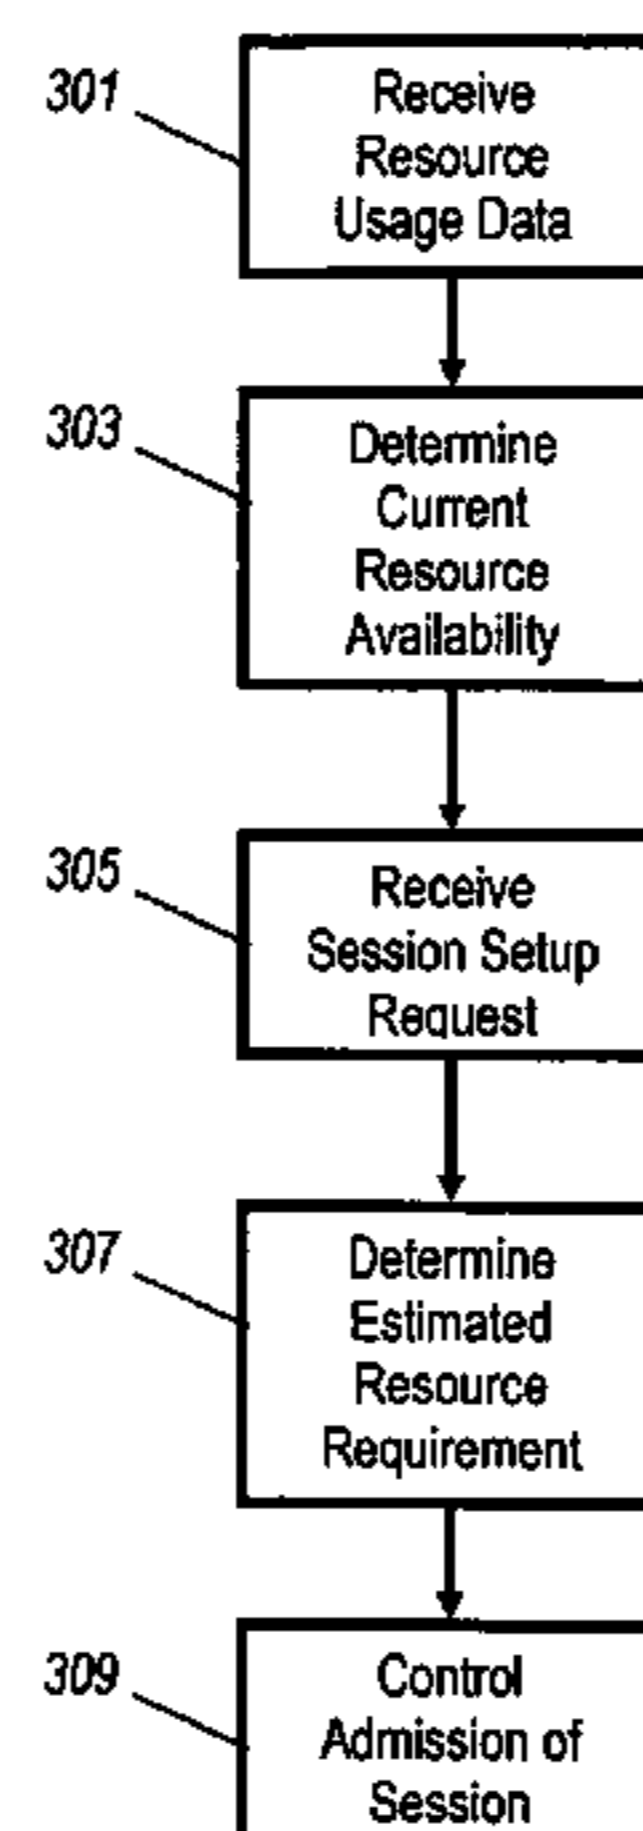 301
Receive
Resource
Usage Data
303
Determine
Current
Resource
Availability
305
Receive
Session Setup
Request
307
Determine
Estimated
Resource
Requirement
309
Control
Admission of
Session